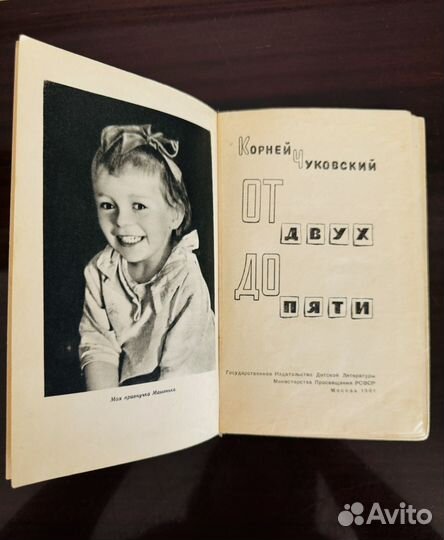 Моя правнучка Машенька.
Корней Чуковский
ОТ
ДВУХ
ДО
ПЯТИ
Государственное Издательство Детской Литературы
Министерства Просвещения РСФСР
Москва 1961
Avito